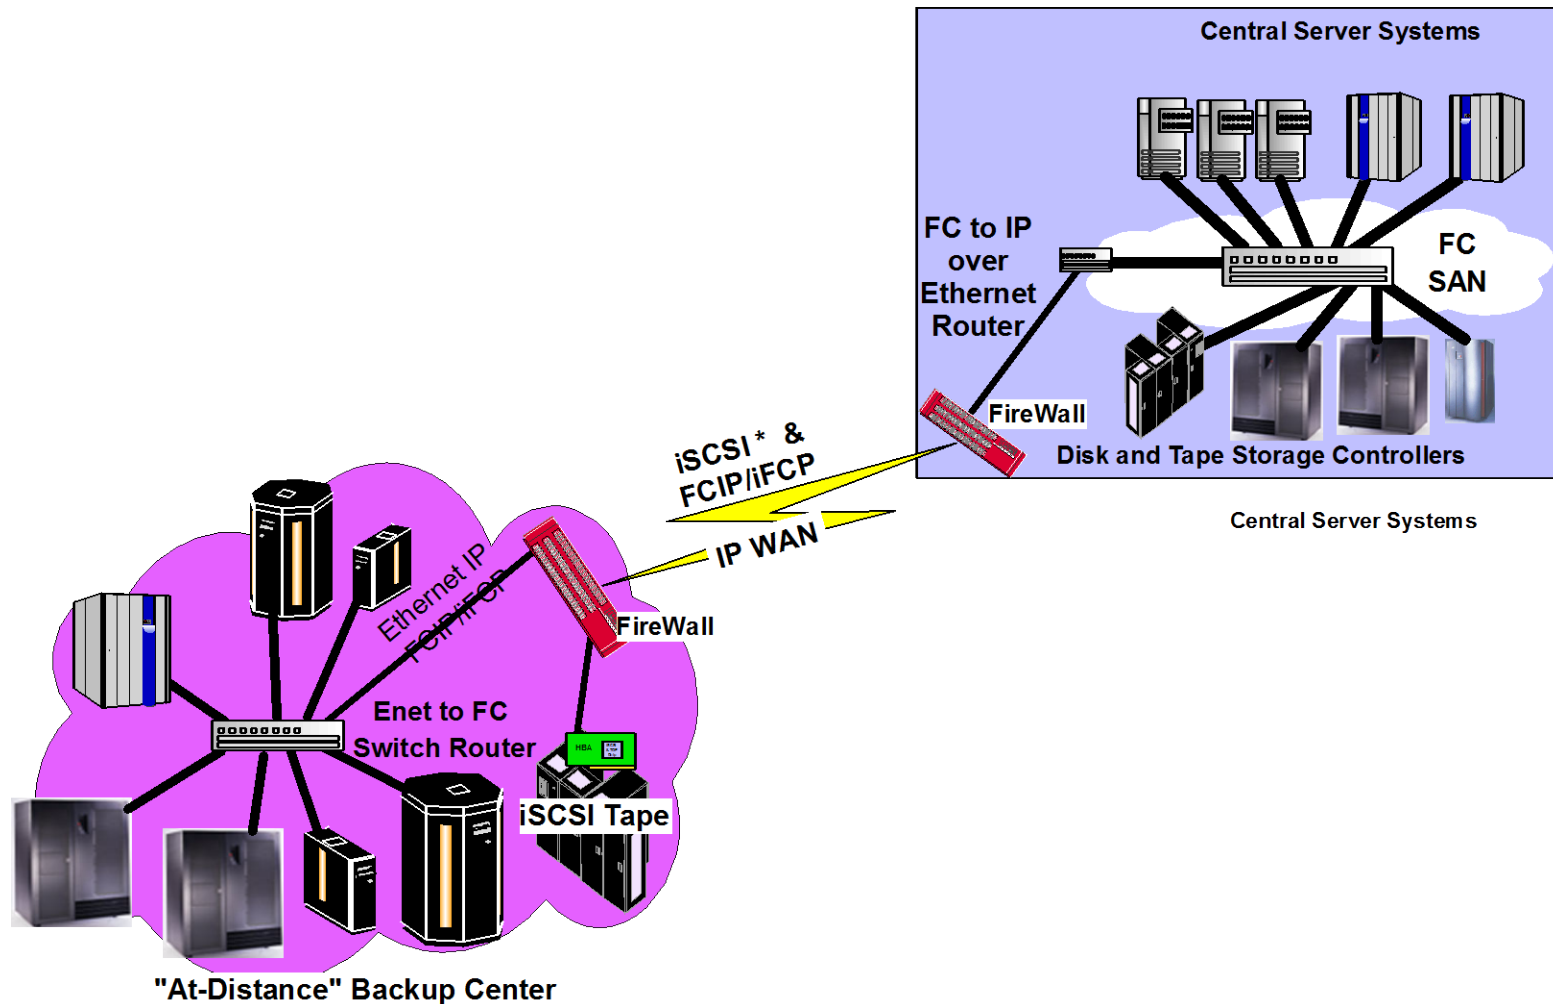 Central Server Systems
FC to IP
over
Ethernet
Router
FC
SAN
FireWall
Disk and Tape Storage Controllers
Central Server Systems
iSCSI * &
FCIP/iFCP
IP WAN
Ethernet IP
FCIP/iFCP
FireWall
Enet to FC
Switch Router
HBA
iSCSI Tape
"At-Distance" Backup Center